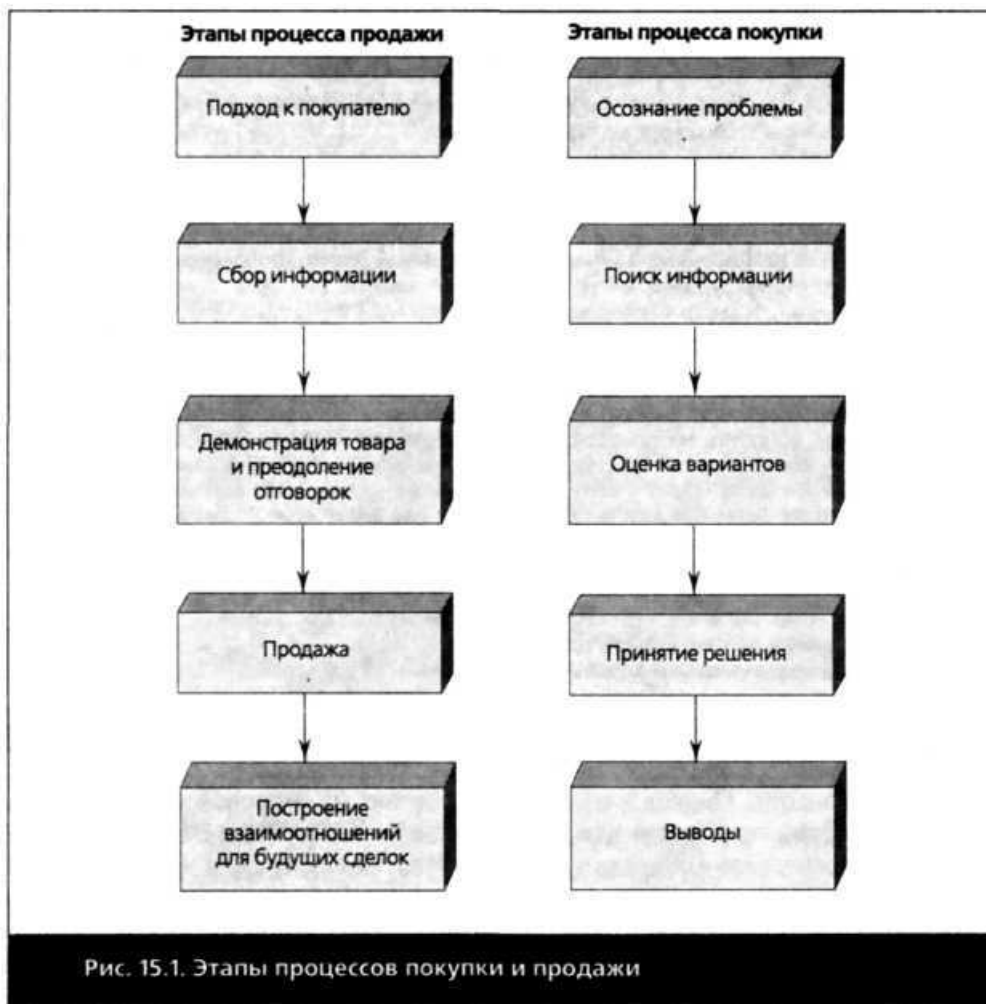 Этапы процесса продажи
Подход к покупателю
Сбор информации
Демонстрация товара
и преодоление
отговорок
Продажа
Построение
взаимоотношений
для будущих сделок
Этапы процесса покупки
Осознание проблемы
Поиск информации
Оценка вариантов
Принятие решения
Выводы
Рис. 15.1. Этапы процессов покупки и продажи